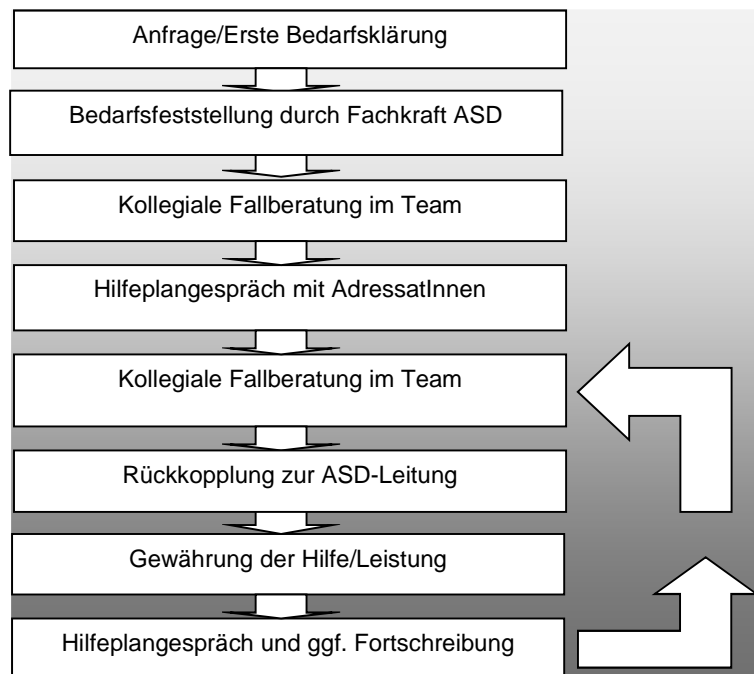 Anfrage/Erste Bedarfsklärung
Bedarfsfeststellung durch Fachkraft ASD
Kollegiale Fallberatung im Team
Hilfeplangespräch mit AdressatInnen
Kollegiale Fallberatung im Team
Rückkopplung zur ASD-Leitung
Gewährung der Hilfe/Leistung
Hilfeplangespräch und ggf. Fortschreibung